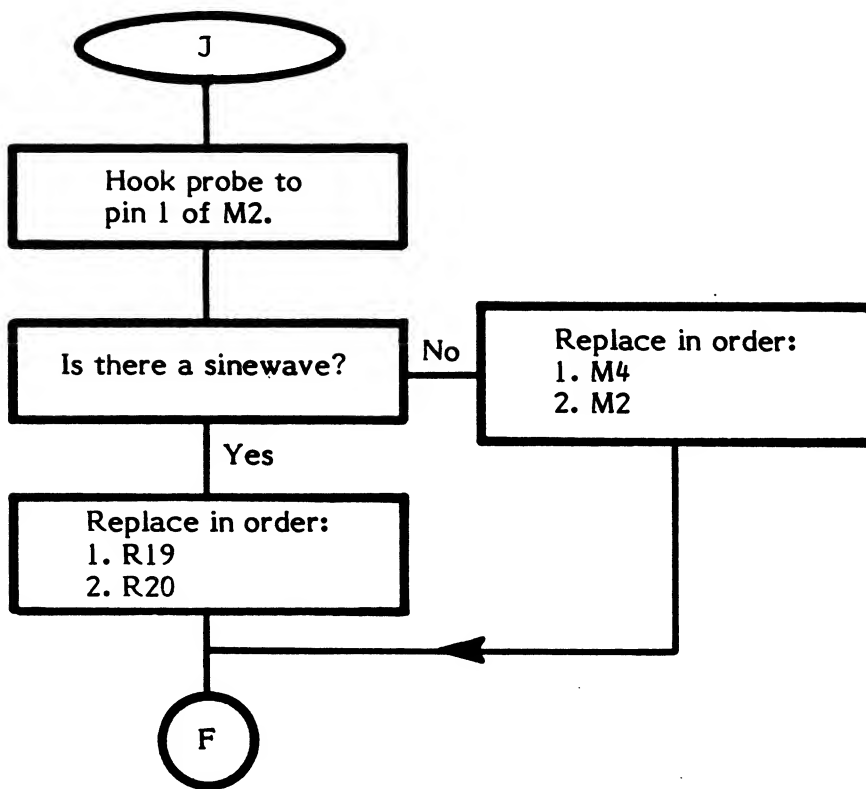 J
Hook probe to
pin 1 of M2.
Is there a sinewave?
No
Replace in order:
1. M4
2. M2
Yes
Replace in order:
1. R19
2. R20
F